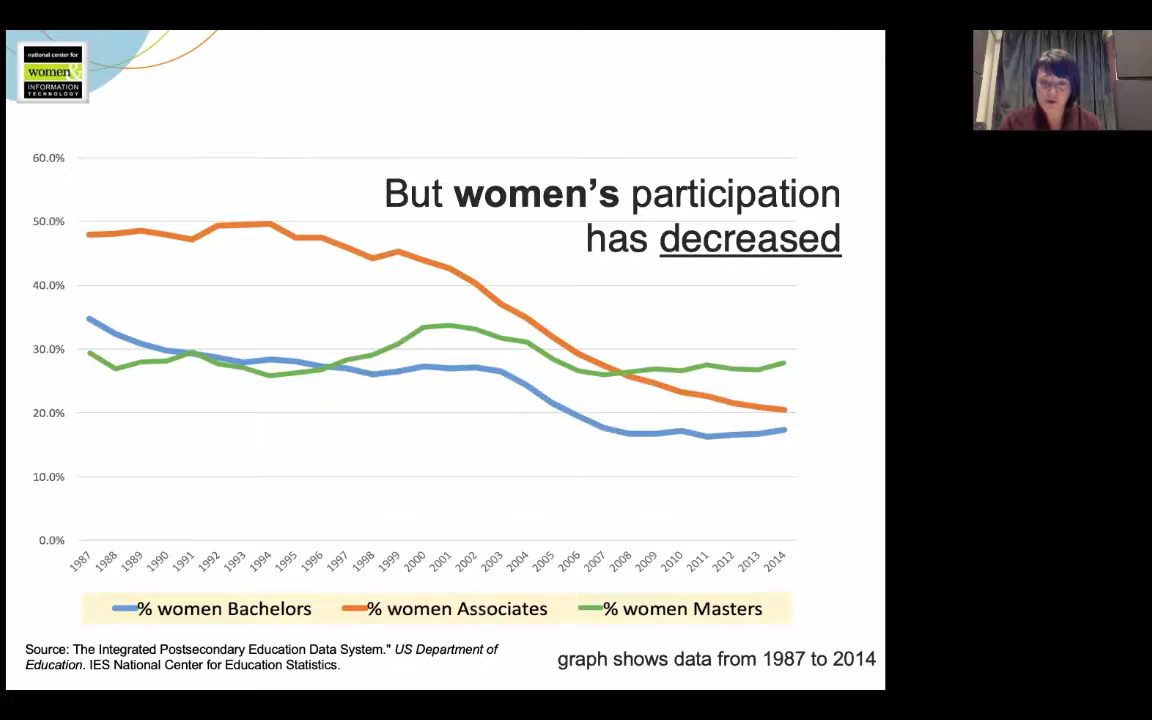 national center for
women&
INFORMATION
TECHNOLOGY
But women’s participation
has decreased
60.0%
50.0%
40.0%
30.0%
20.0%
10.0%
0.0%
1987 1988 1989 1990 1991 1992 1993 1994 1995 1996 1997 1998 1999 2000 2001 2002 2003 2004 2005 2006 2007 2008 2009 2010 2011 2012 2013 2014
% women Bachelors % women Associates % women Masters
Source: The Integrated Postsecondary Education Data System." US Department of
Education. IES National Center for Education Statistics.
graph shows data from 1987 to 2014